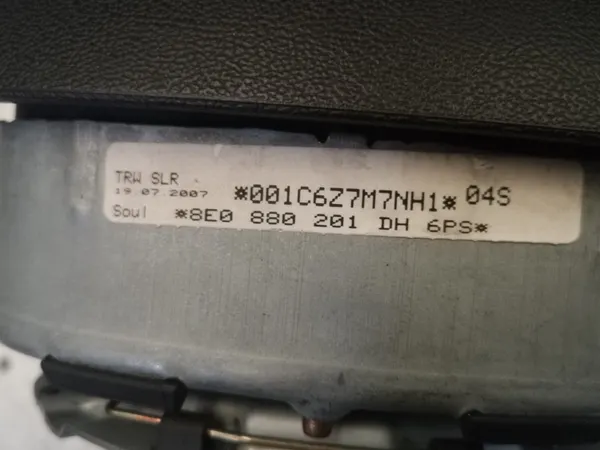 TRW SLR
19.07.2007 *001C6Z7M7NH1* 04S
Soul *8E0 880 201 DH 6PS*